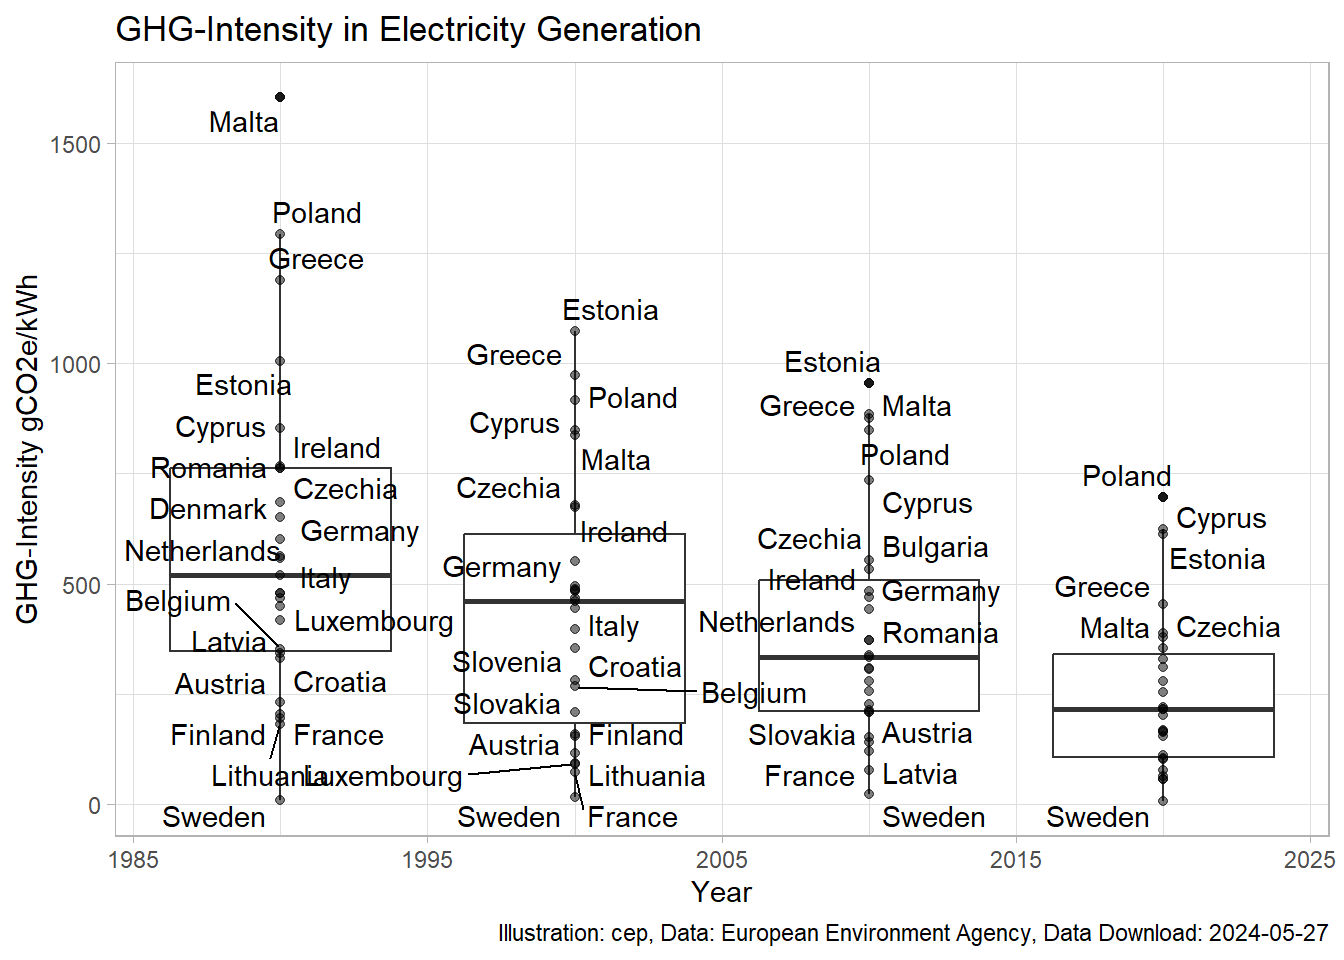 GHG-Intensity in Electricity Generation
GHG-Intensity gCO2e/kWh
1500
1000
500
0
Malta
Poland
Greece
Estonia
Cyprus
Ireland
Romania
Czechia
Denmark
Germany
Netherlands
Italy
Belgium
Luxembourg
Latvia
Austria
Croatia
Finland
France
Lithuania
Sweden
Estonia
Greece
Poland
Cyprus
Malta
Czechia
Ireland
Germany
Italy
Slovenia
Croatia
Belgium
Slovakia
Finland
Austria
Luxembourg
Lithuania
Sweden
France
Estonia
Greece
Malta
Poland
Cyprus
Czechia
Bulgaria
Ireland
Germany
Netherlands
Romania
Slovakia
Austria
France
Latvia
Sweden
Poland
Cyprus
Estonia
Greece
Malta
Czechia
Sweden
1985
1995
2005
2015
2025
Year
Illustration: cep, Data: European Environment Agency, Data Download: 2024-05-27